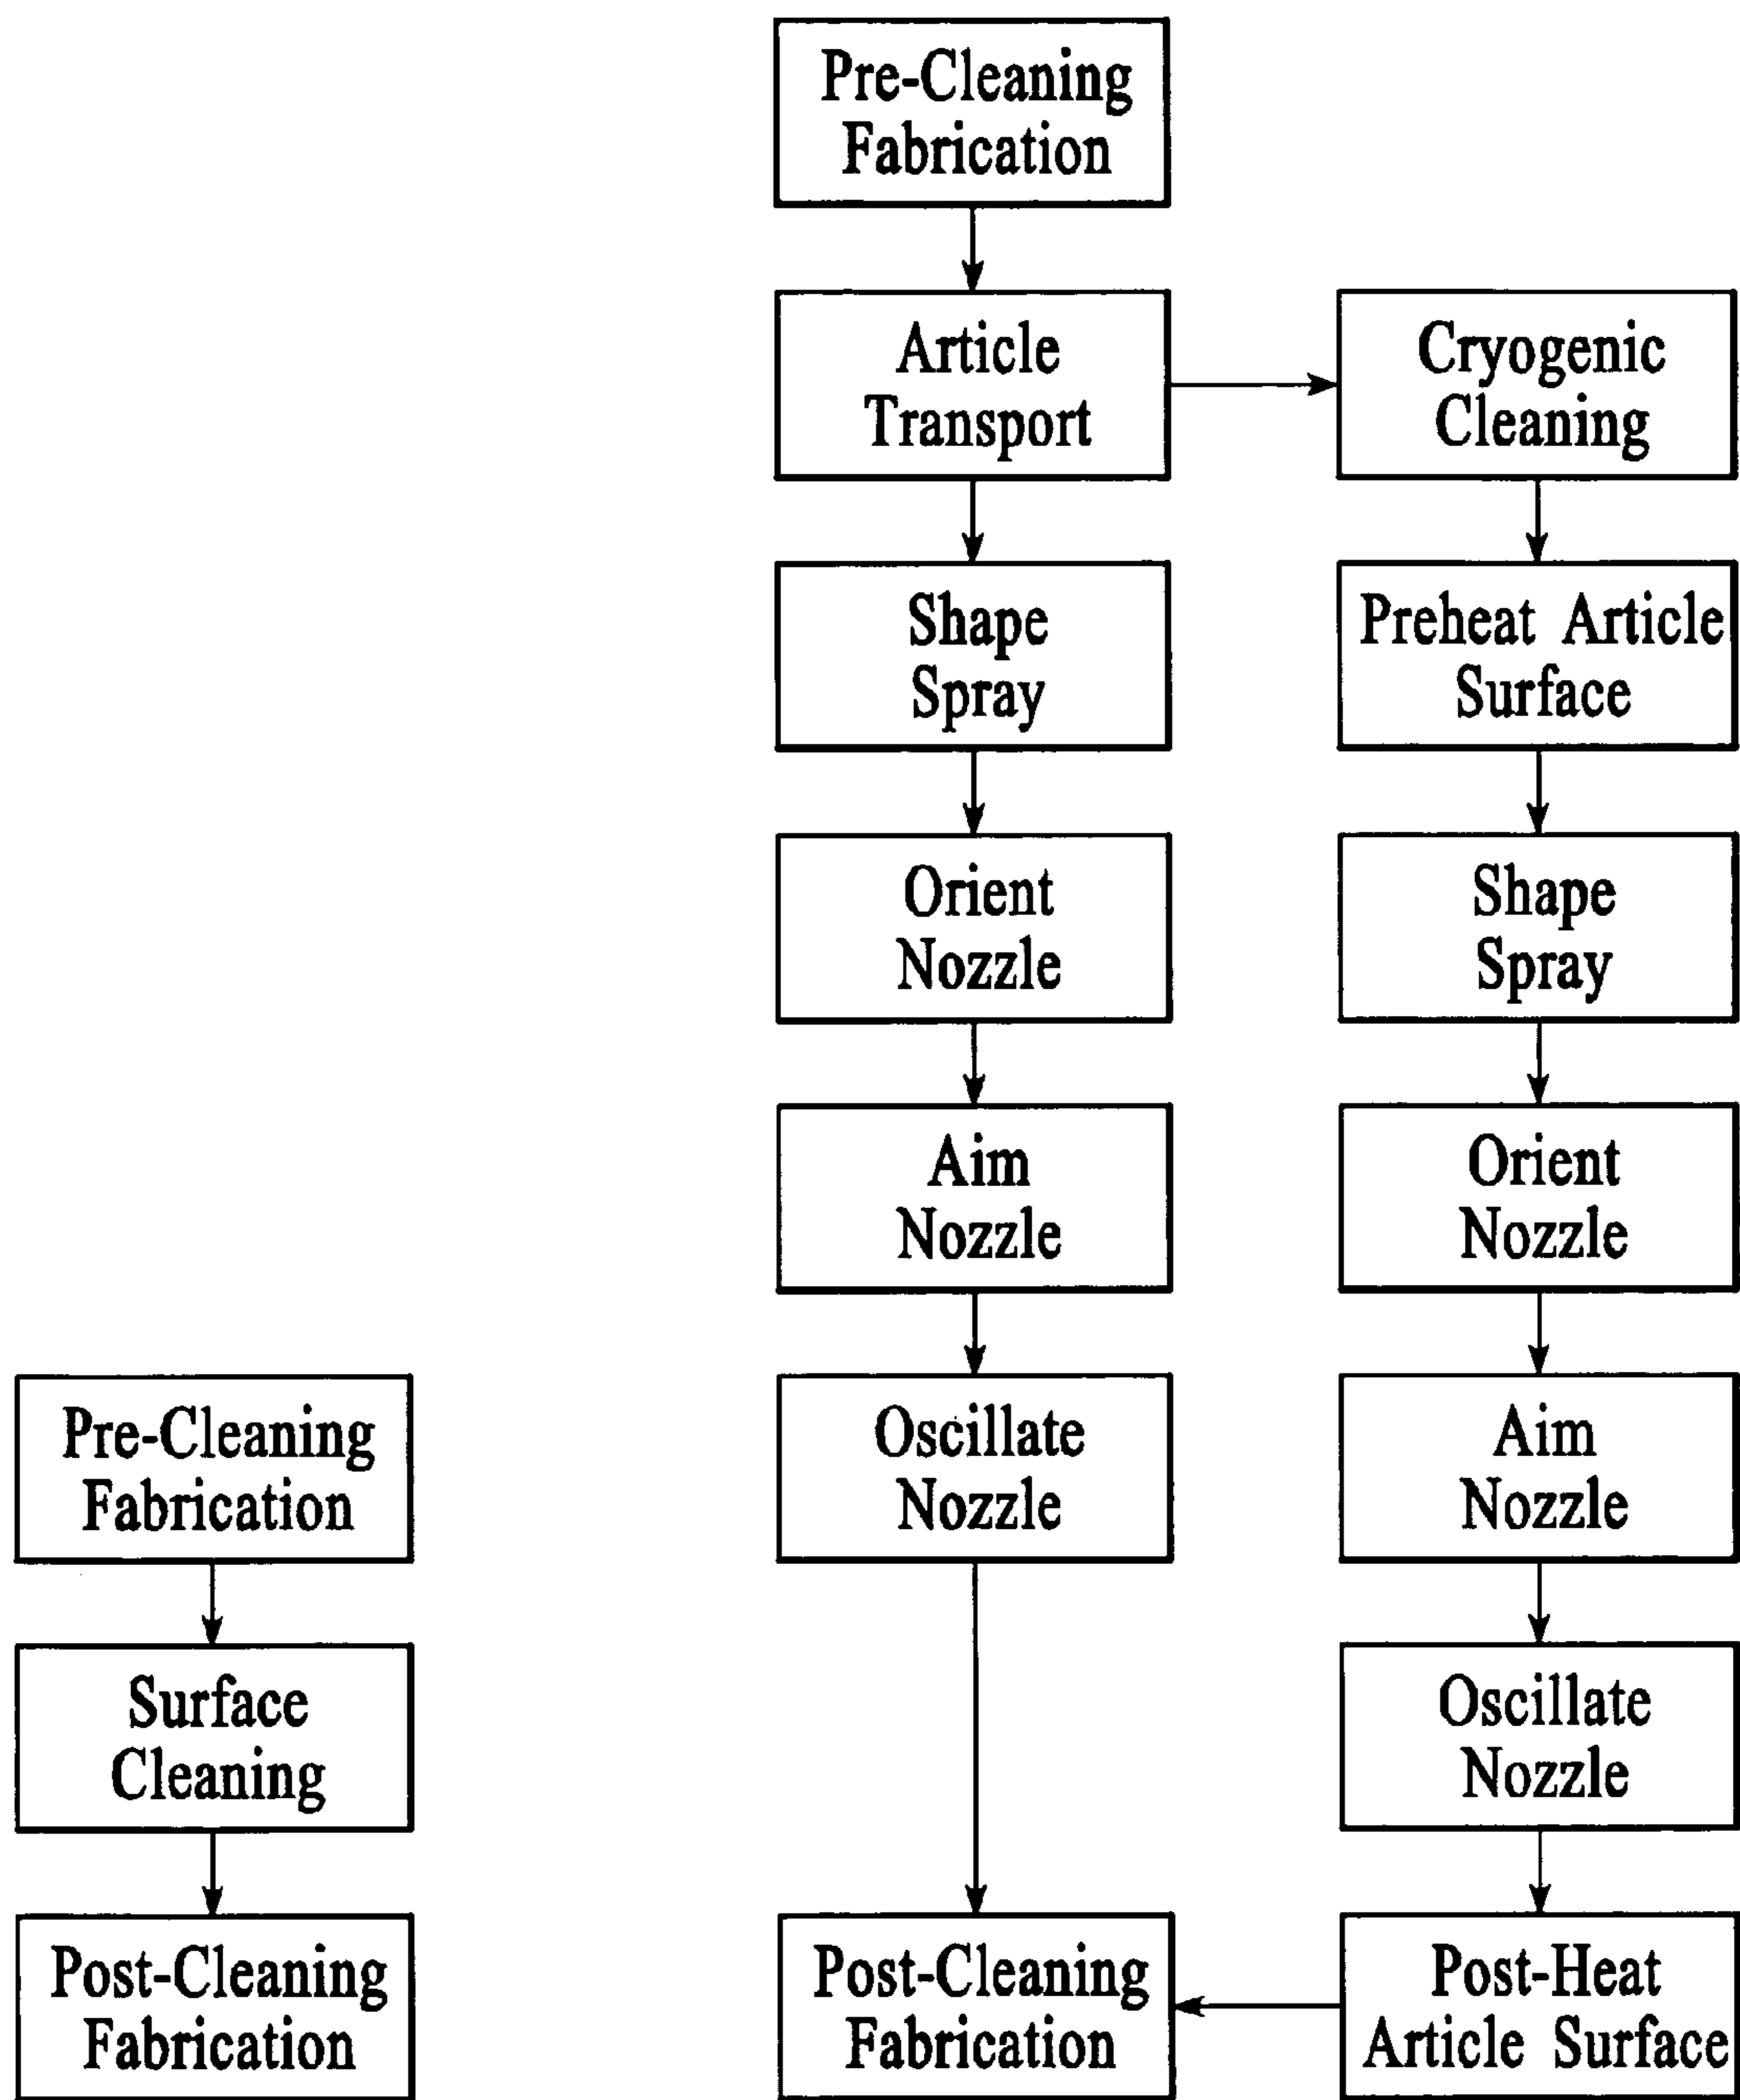 Pre-Cleaning
Fabrication
Surface
Cleaning
Post-Cleaning
Fabrication
Pre-Cleaning
Fabrication
Article
Transport
Shape
Spray
Orient
Nozzle
Aim
Nozzle
Oscillate
Nozzle
Post-Cleaning
Fabrication
Cryogenic
Cleaning
Preheat Article
Surface
Shape
Spray
Orient
Nozzle
Aim
Nozzle
Oscillate
Nozzle
Post-Heat
Article Surface